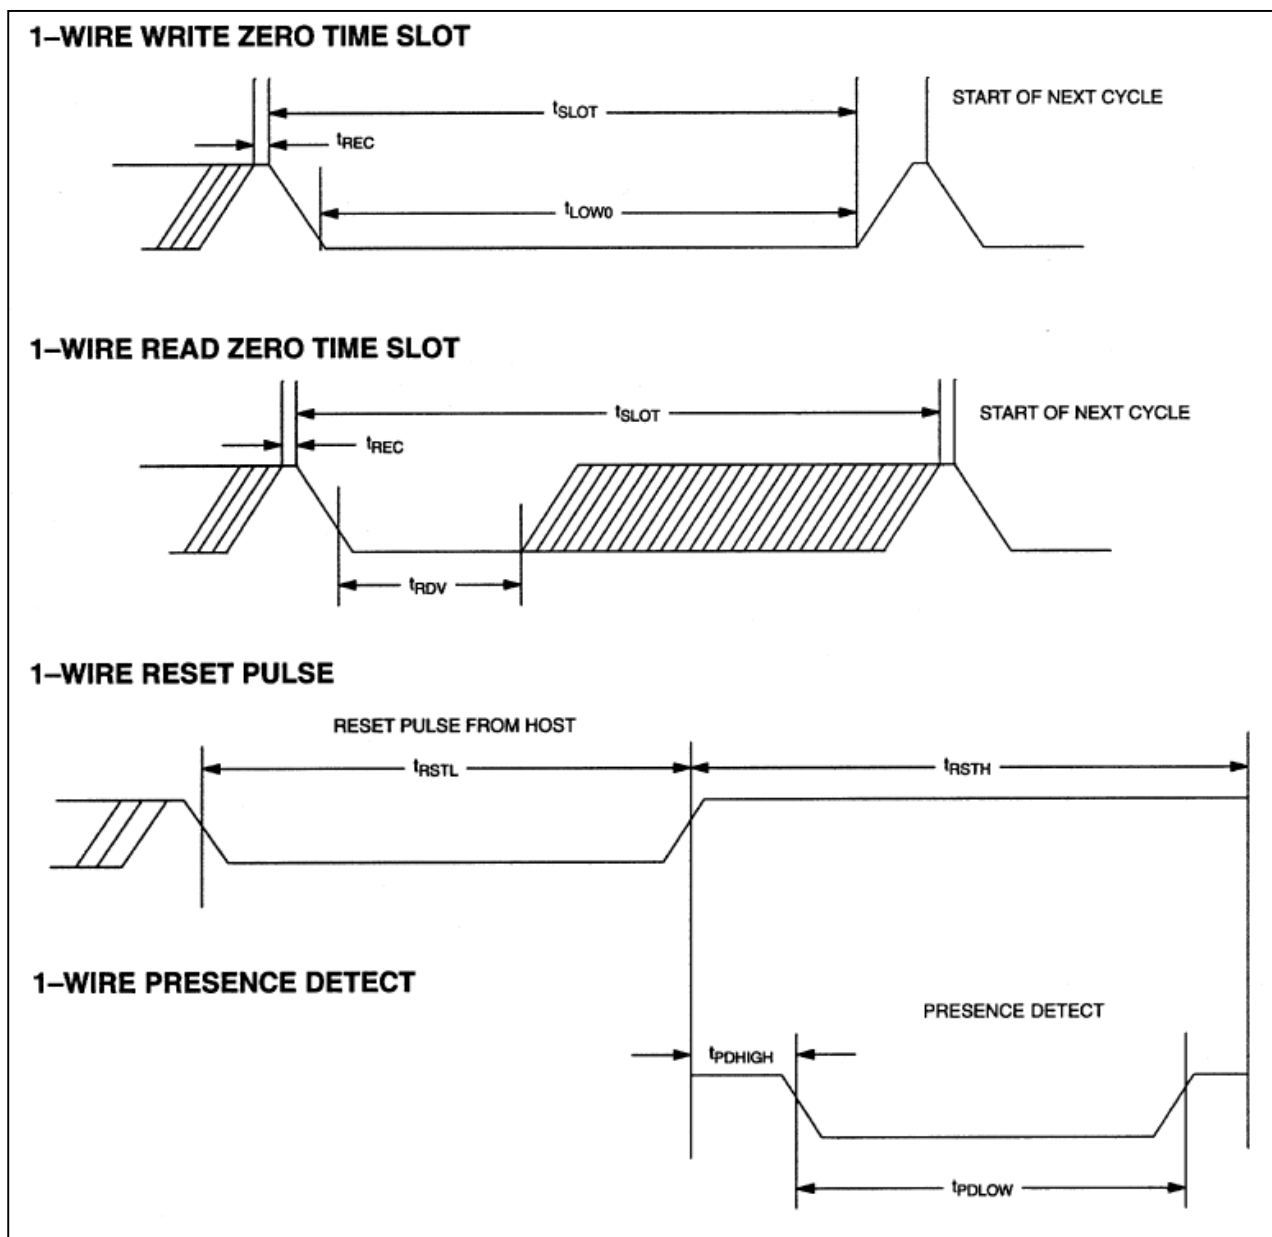 1–WIRE WRITE ZERO TIME SLOT
tSLOT
START OF NEXT CYCLE
tREC
tLOW0
1–WIRE READ ZERO TIME SLOT
tSLOT
START OF NEXT CYCLE
tREC
tRDV
1–WIRE RESET PULSE
RESET PULSE FROM HOST
tRSTL
tRSTH
1–WIRE PRESENCE DETECT
PRESENCE DETECT
tPDHIGH
tPDLOW